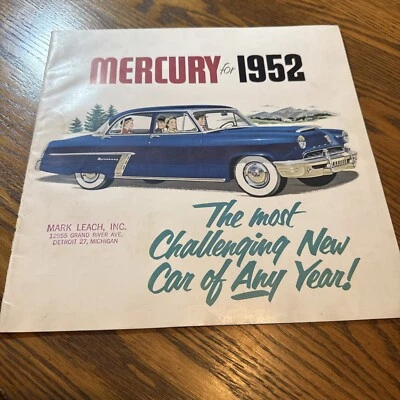 MERCURY for 1952
MARK LEACH, INC.
12955 GRAND RIVER AVE.
DETROIT 27, MICHIGAN
The most
Challenging New
Car of Any Year!